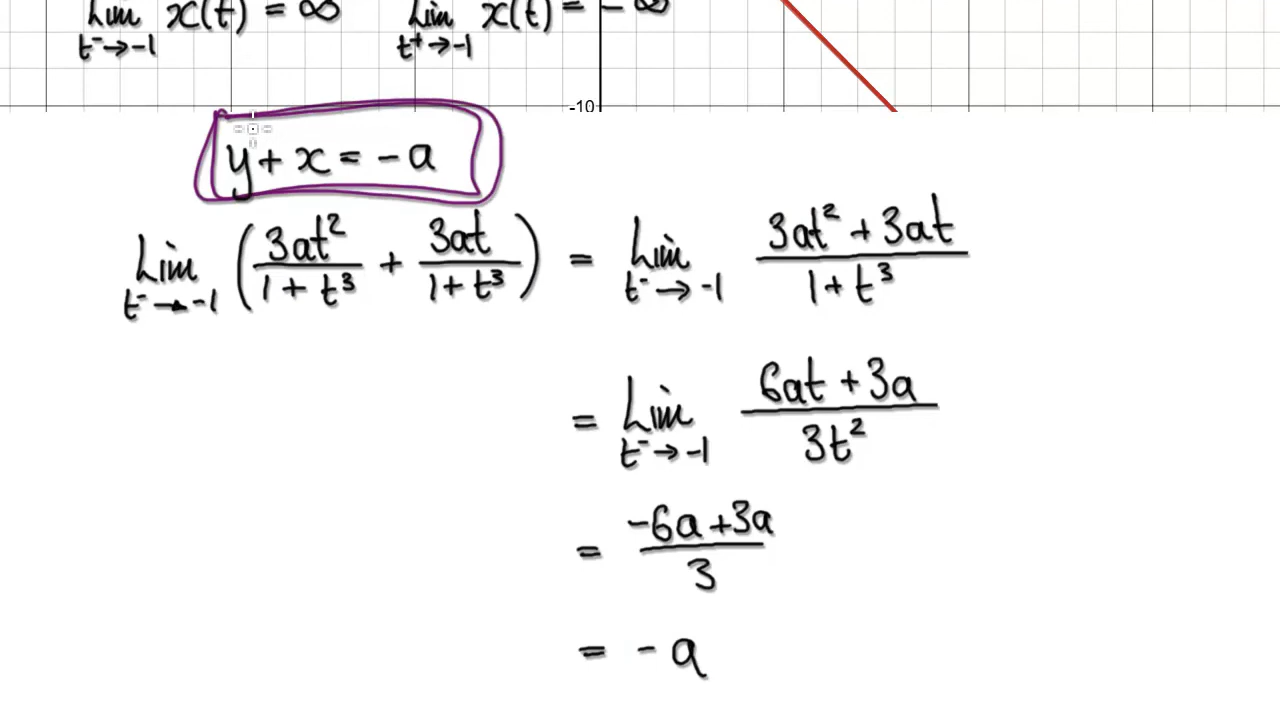 lim x(t) = ∞   lim x(t) = - ∞
t⁻→-1   t⁺→-1
-10
y + x = - a
lim t⁻→-1 (3at²/(1 + t³) + 3at/(1 + t³)) = lim t⁻→-1 (3at² + 3at)/(1 + t³)
= lim t⁻→-1 (6at + 3a)/(3t²)
= (-6a + 3a)/3
= - a